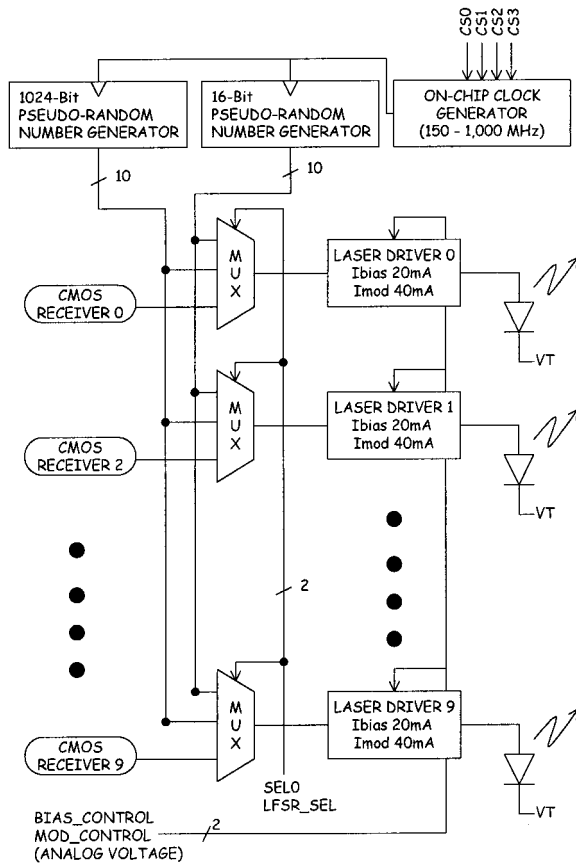 CS0
CS1
CS2
CS3
1024-Bit
PSEUDO-RANDOM
NUMBER GENERATOR
16-Bit
PSEUDO-RANDOM
NUMBER GENERATOR
ON-CHIP CLOCK
GENERATOR
(150 - 1,000 MHz)
10
10
MUX
LASER DRIVER 0
Ibias 20mA
Imod 40mA
CMOS
RECEIVER 0
VT
MUX
LASER DRIVER 1
Ibias 20mA
Imod 40mA
CMOS
RECEIVER 2
VT
2
MUX
LASER DRIVER 9
Ibias 20mA
Imod 40mA
CMOS
RECEIVER 9
VT
SEL0
LFSR_SEL
BIAS_CONTROL
MOD_CONTROL
(ANALOG VOLTAGE)
2